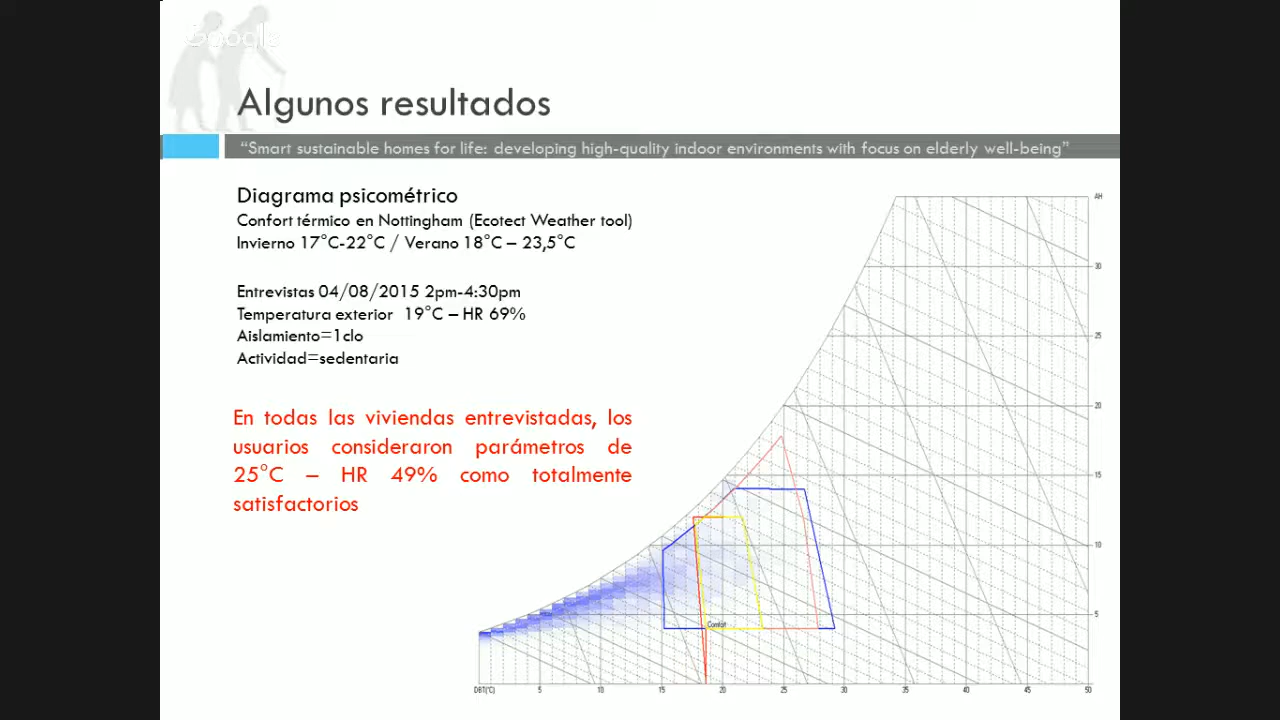 Google
Algunos resultados
“Smart sustainable homes for life: developing high-quality indoor environments with focus on elderly well-being”
Diagrama psicométrico
Confort térmico en Nottingham (Ecotect Weather tool)
Invierno 17°C-22°C / Verano 18°C – 23,5°C
Entrevistas 04/08/2015 2pm-4:30pm
Temperatura exterior 19°C – HR 69%
Aislamiento=1clo
Actividad=sedentaria
En todas las viviendas entrevistadas, los
usuarios consideraron parámetros de
25°C – HR 49% como totalmente
satisfactorios
AH
30
25
20
15
10
5
Comfort
DBT(°C) 5 10 15 20 25 30 35 40 45 50